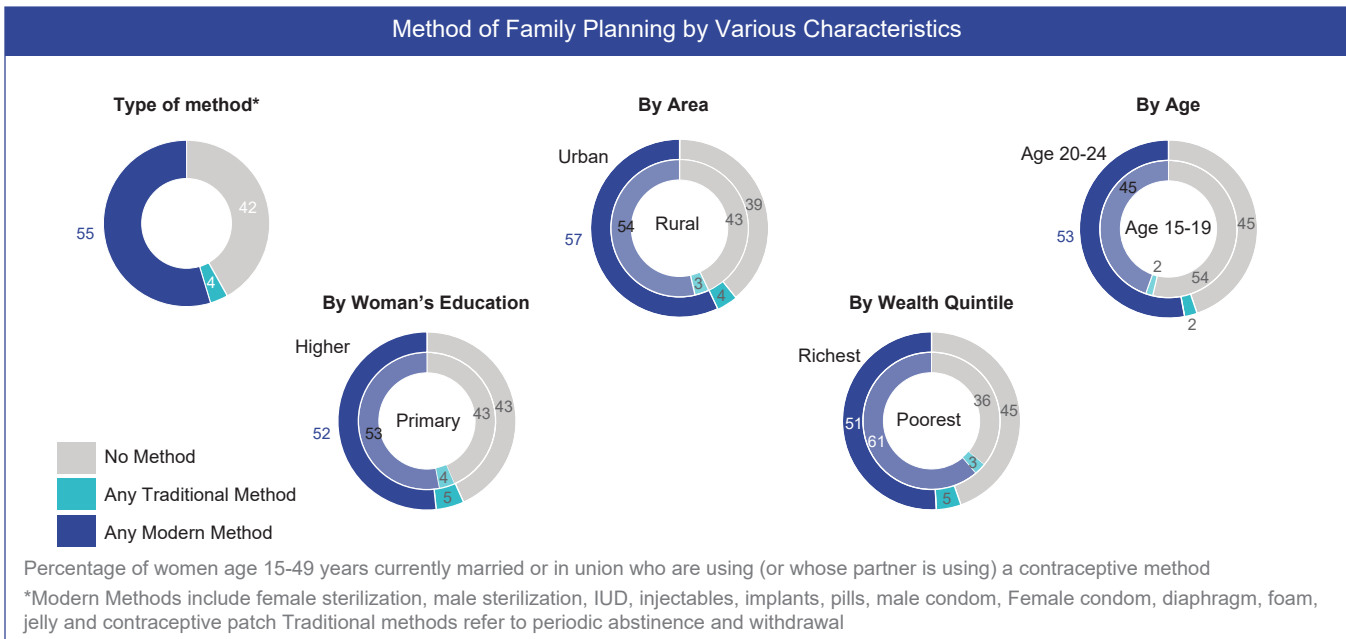 Method of Family Planning by Various Characteristics
Type of method*
55
42
4
By Area
Urban
Rural
57
54
43
39
3
4
By Age
Age 20-24
Age 15-19
45
53
45
54
2
2
By Woman's Education
Higher
Primary
52
53
43
43
4
5
By Wealth Quintile
Richest
Poorest
51
61
36
45
3
5
No Method
Any Traditional Method
Any Modern Method
Percentage of women age 15-49 years currently married or in union who are using (or whose partner is using) a contraceptive method
*Modern Methods include female sterilization, male sterilization, IUD, injectables, implants, pills, male condom, Female condom, diaphragm, foam,
jelly and contraceptive patch Traditional methods refer to periodic abstinence and withdrawal